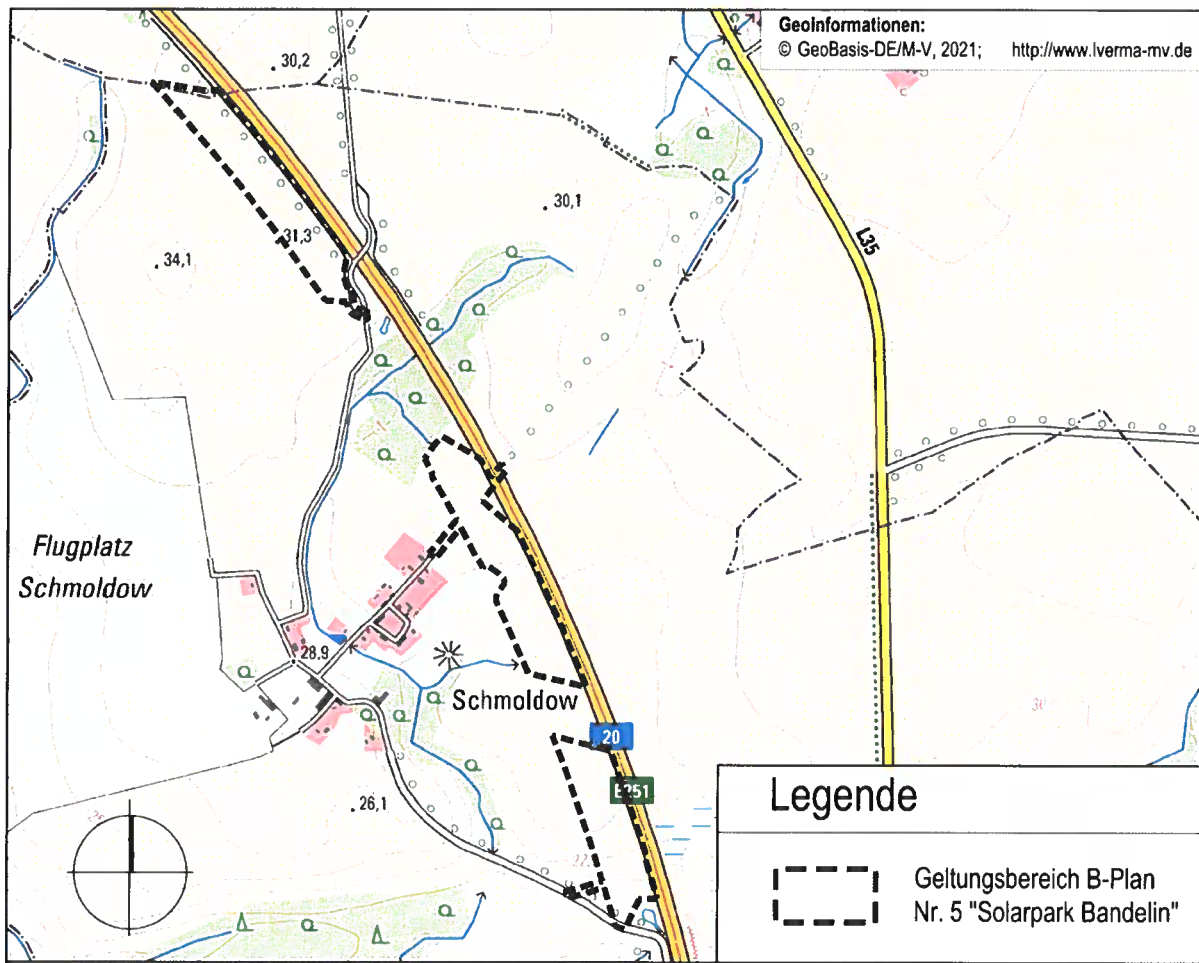 Geoinformationen:
© GeoBasis-DE/M-V, 2021; http://www.lverma-mv.de
30,2
30,1
31,3
34,1
L35
Flugplatz
Schmoldow
28,9
Schmoldow
20
E251
26,1
Legende
Geltungsbereich B-Plan
Nr. 5 "Solarpark Bandelin"